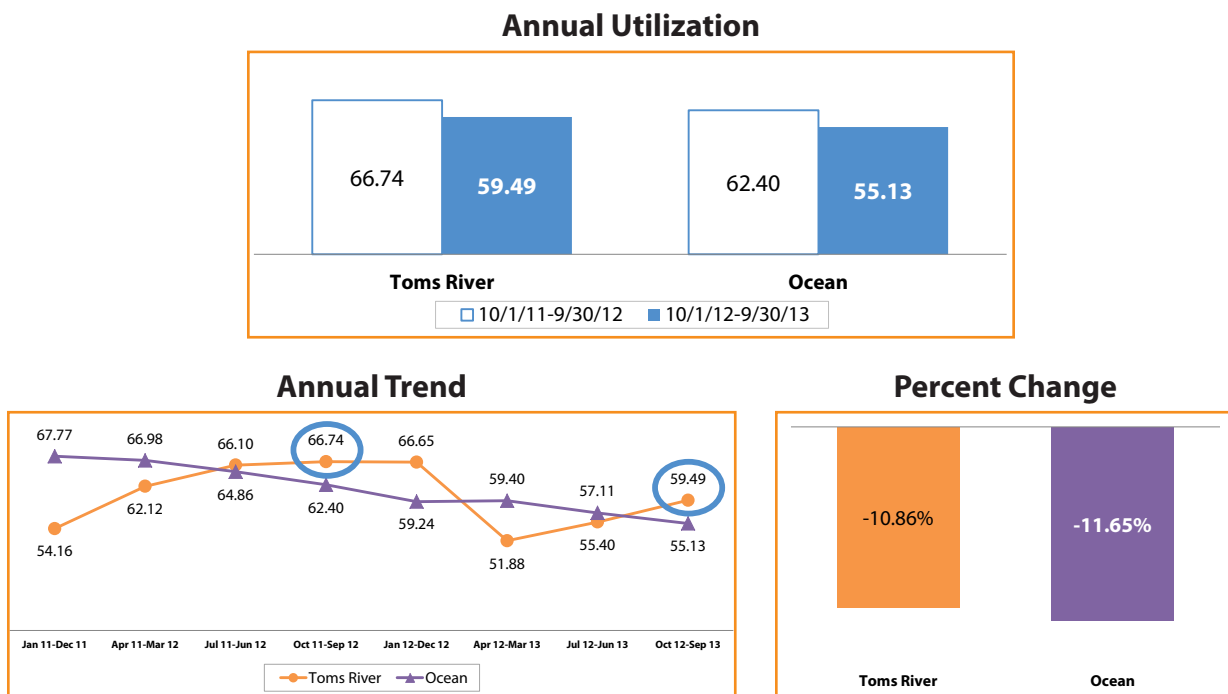 Annual Utilization
66.74
59.49
62.40
55.13
Toms River
Ocean
10/1/11-9/30/12
10/1/12-9/30/13
Annual Trend
67.77
66.98
66.10
66.74
66.65
59.40
57.11
59.49
54.16
62.12
64.86
62.40
59.24
51.88
55.40
55.13
Jan 11-Dec 11
Apr 11-Mar 12
Jul 11-Jun 12
Oct 11-Sep 12
Jan 12-Dec 12
Apr 12-Mar 13
Jul 12-Jun 13
Oct 12-Sep 13
Toms River
Ocean
Percent Change
-10.86%
-11.65%
Toms River
Ocean